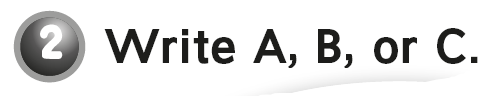 2 Write A, B, or C.